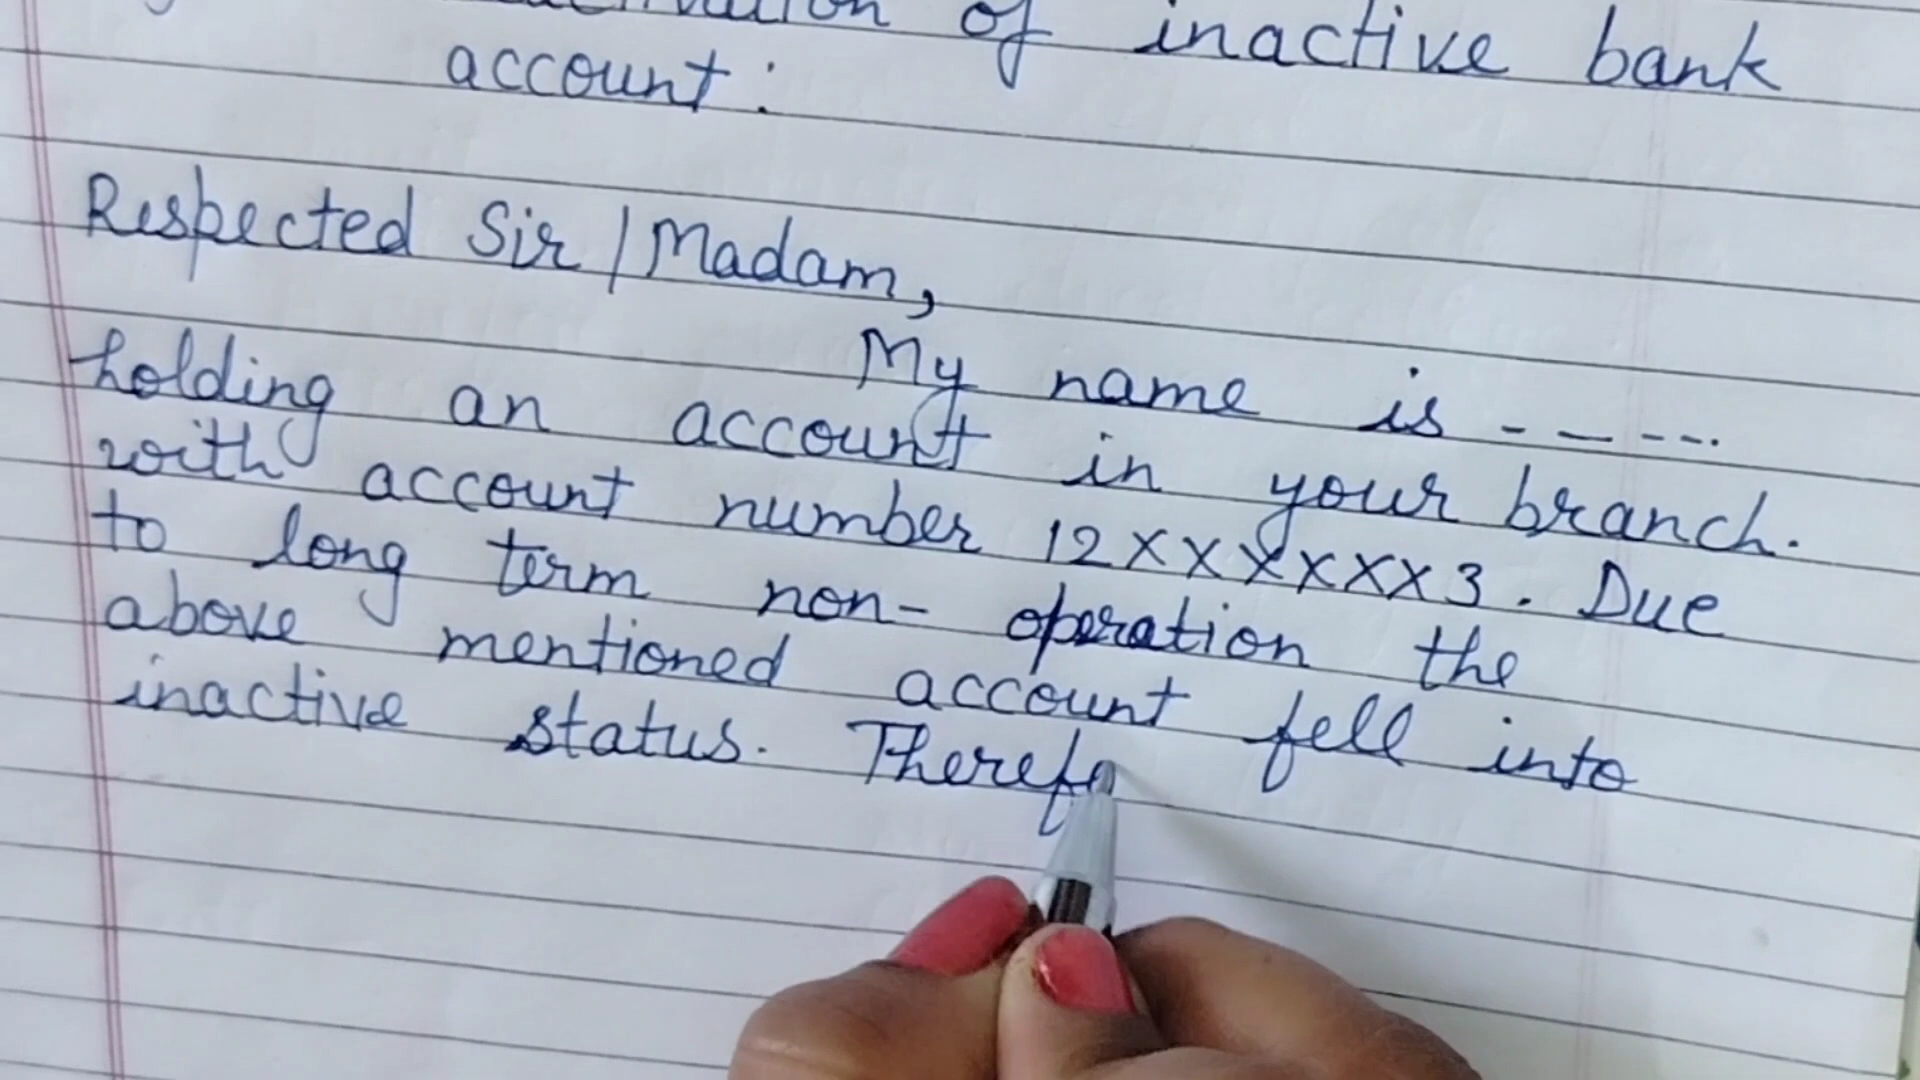 of inactive bank
account:
Respected Sir/Madam,
My name is - - - - -.
holding an account in your branch.
with account number 12XXXXXXX3. Due
to long term non-operation the
above mentioned account fell into
inactive status. Therefo